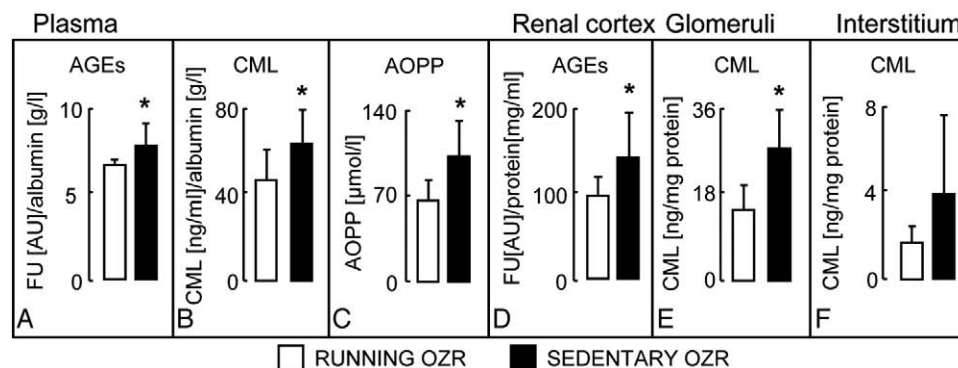 Plasma Renal cortex Glomeruli Interstitium
AGEs CML AOPP AGEs CML CML
FU [AU]/albumin [g/l]
10
5
0
*
A
CML [ng/ml]/albumin [g/l]
80
40
0
*
B
AOPP [µmol/l]
140
70
0
*
C
FU[AU]/protein[mg/ml]
200
100
0
*
D
CML [ng/mg protein)
36
18
0
*
E
CML [ng/mg protein)
8
4
0
F
RUNNING OZR SEDENTARY OZR